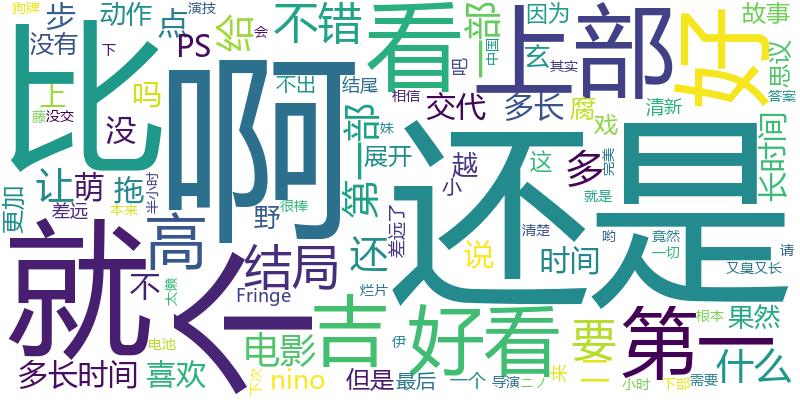 狗牌 动作 点 演技 不错 看 一部 上部 好 因为 故事
步 没有 PS 给 会 玄 思议
比 下 啊 不出 结尾 中国 吧 其实 答案
上 吗 交代 多长 腐 清新
藤 没交 没 第一部 相信 戏 长时间
妹 展开 越 这 多 完美
让 萌 拖 半小时 小 还是 就是
更加 差远 本来 高 野 很棒 差远了 清楚 哟 竟然 请
就 不 结局 还 说 时间 一切 又臭又长
太懒 く Fringe 烂片
电池 电影 吉 伊 好看 要 第一 根本 果然
多长时间 喜欢 下次 nino 但是 最后 一个 导演 ニノ 来 二 小时 下部 需要 什么